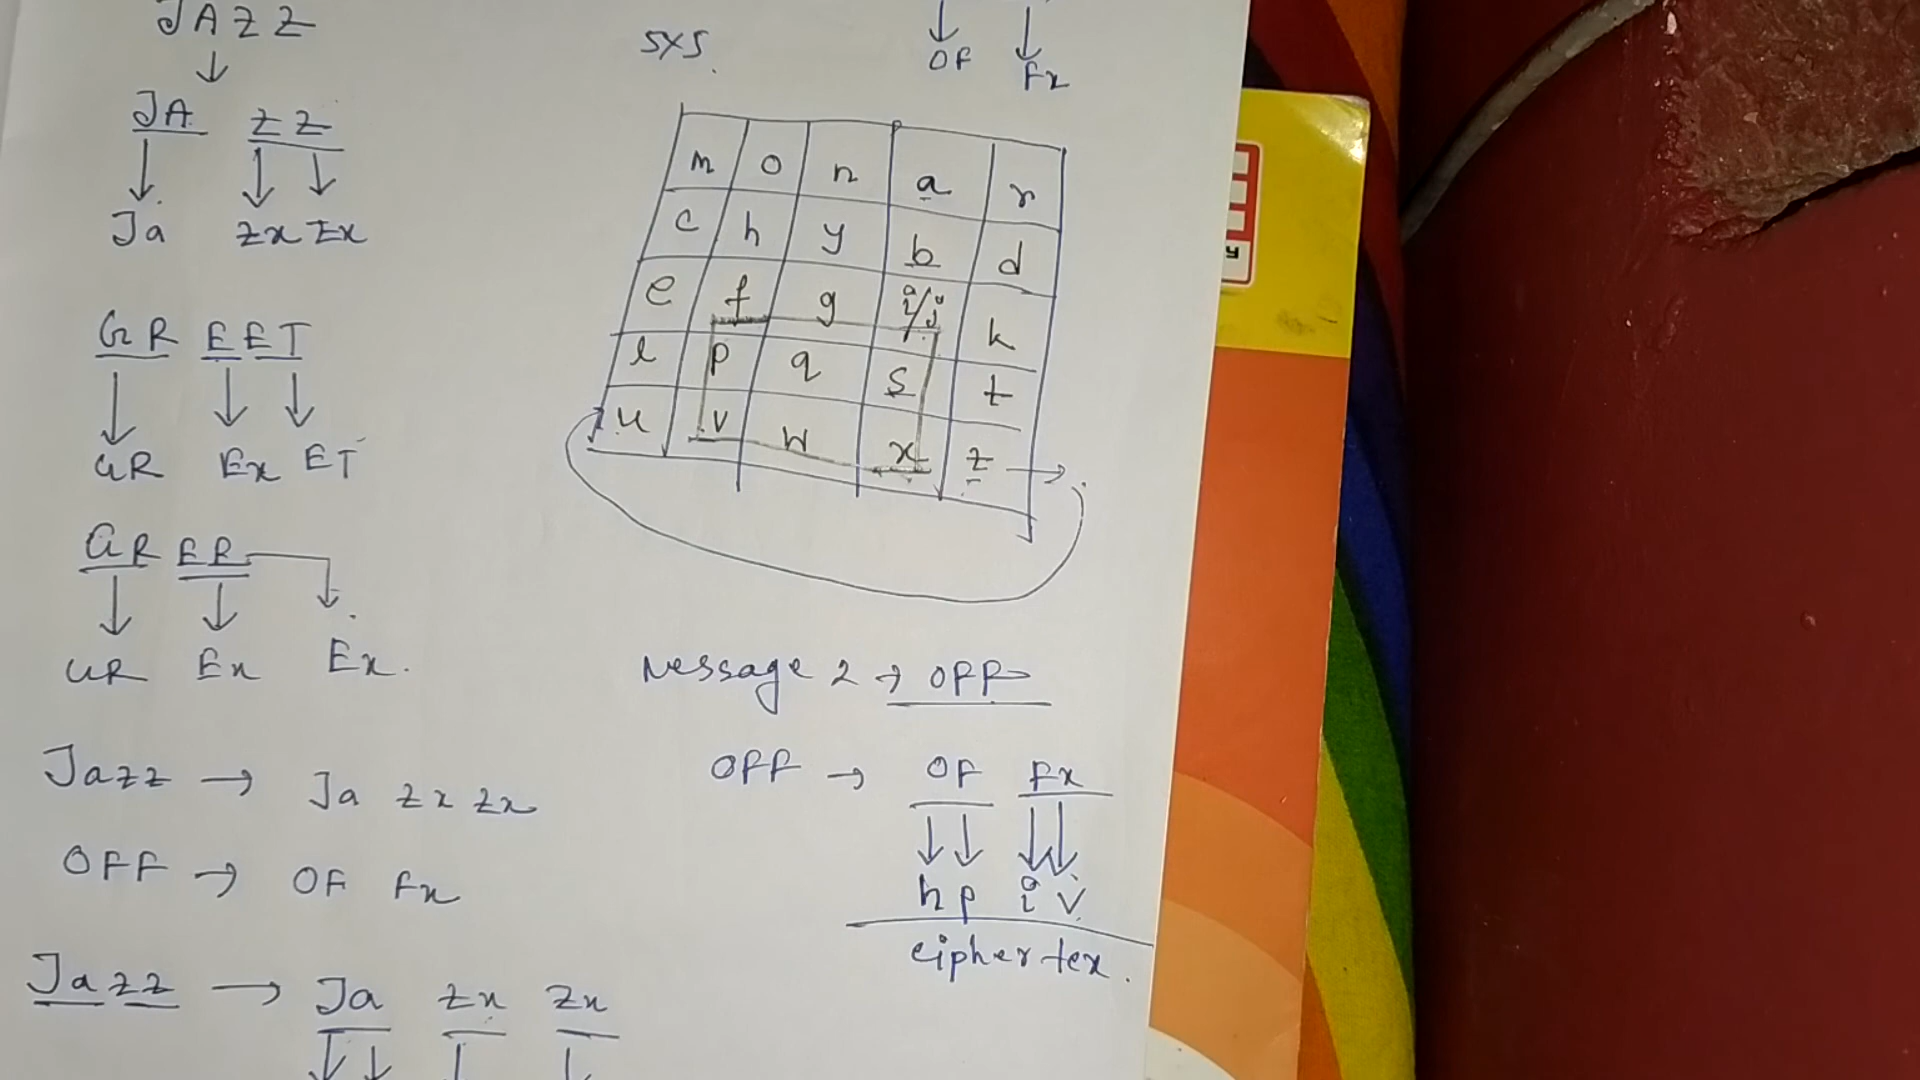 JAZZ
JA ZZ
Ja Zx Zx
GR EET
GR Ex ET
GR ER
GR Ex Ex.
Jazz → Ja zx zx
OFF → OF Fx
Jazz → Ja zx zx
5x5.
OF Fx
m o n a r
c h y b d
e f g i/j k
l p q s t
u v w x z
Message 2 → OFF
OFF → OF Fx
hp i v
cipher tex.